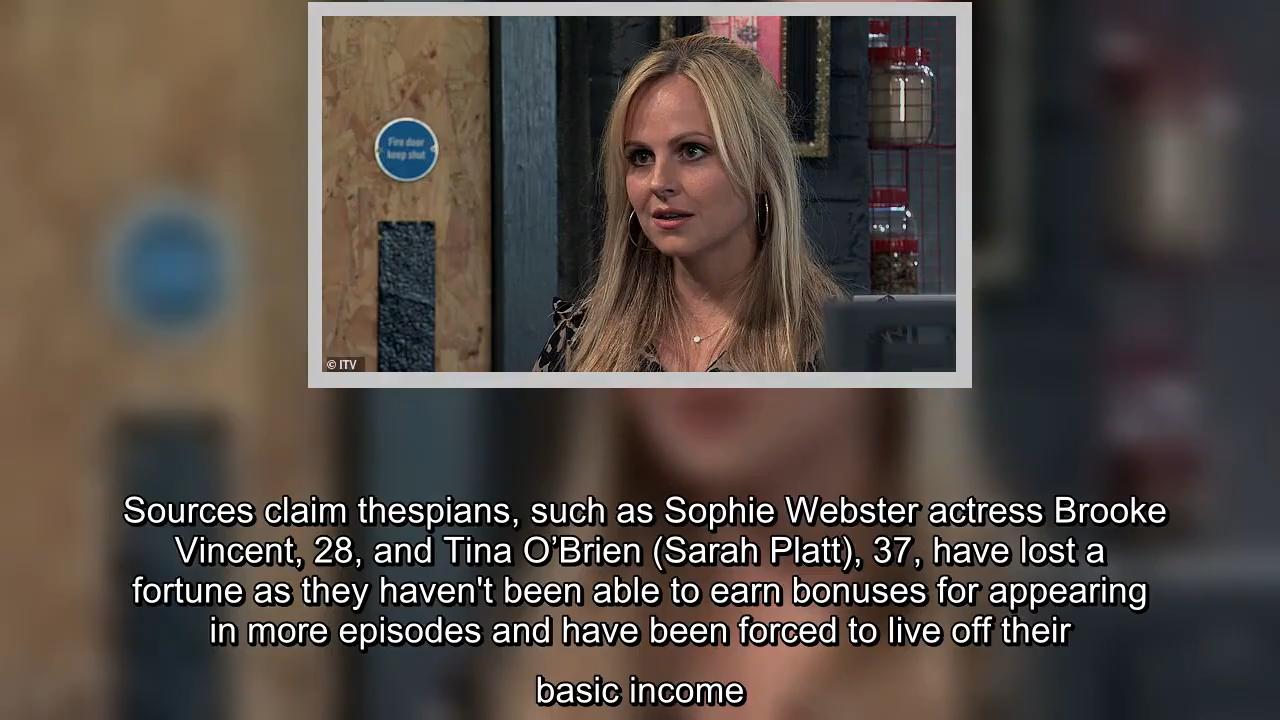 Fire door
keep shut
© ITV
Sources claim thespians, such as Sophie Webster actress Brooke
Vincent, 28, and Tina O’Brien (Sarah Platt), 37, have lost a
fortune as they haven't been able to earn bonuses for appearing
in more episodes and have been forced to live off their
basic income